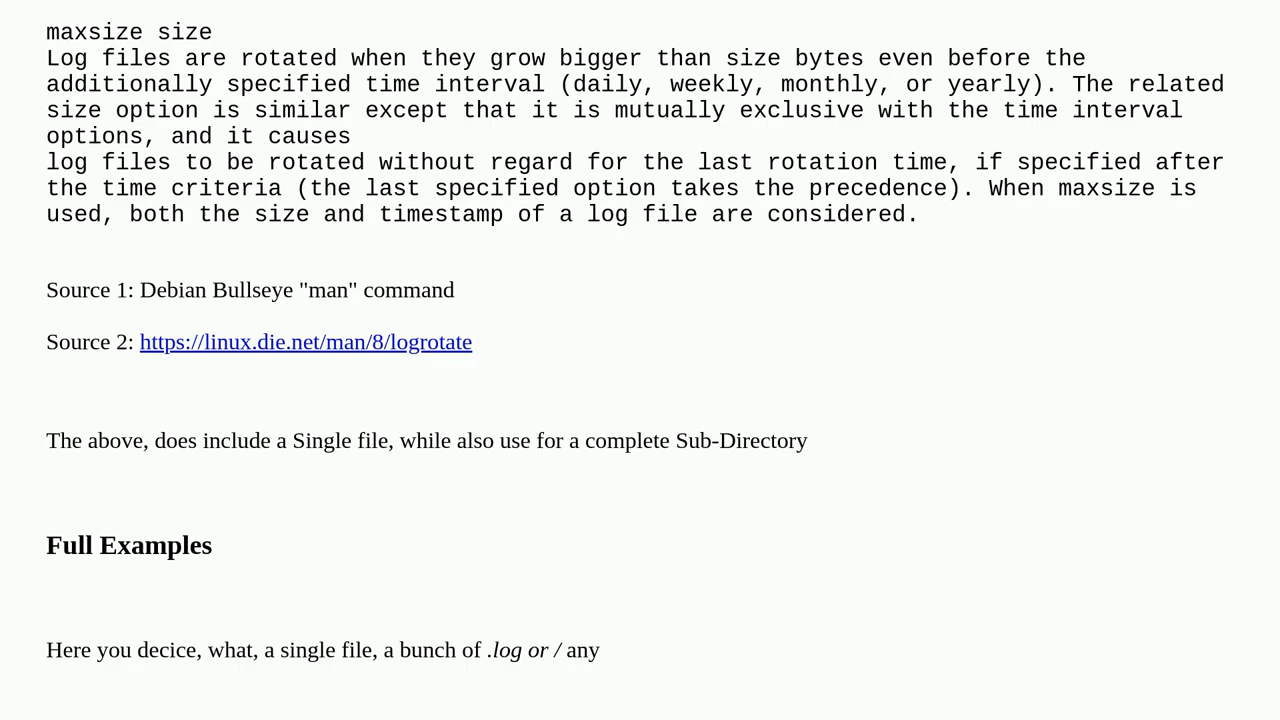 maxsize size
Log files are rotated when they grow bigger than size bytes even before the
additionally specified time interval (daily, weekly, monthly, or yearly). The related
size option is similar except that it is mutually exclusive with the time interval
options, and it causes
log files to be rotated without regard for the last rotation time, if specified after
the time criteria (the last specified option takes the precedence). When maxsize is
used, both the size and timestamp of a log file are considered.
Source 1: Debian Bullseye "man" command
Source 2: https://linux.die.net/man/8/logrotate
The above, does include a Single file, while also use for a complete Sub-Directory
Full Examples
Here you decice, what, a single file, a bunch of .log or / any